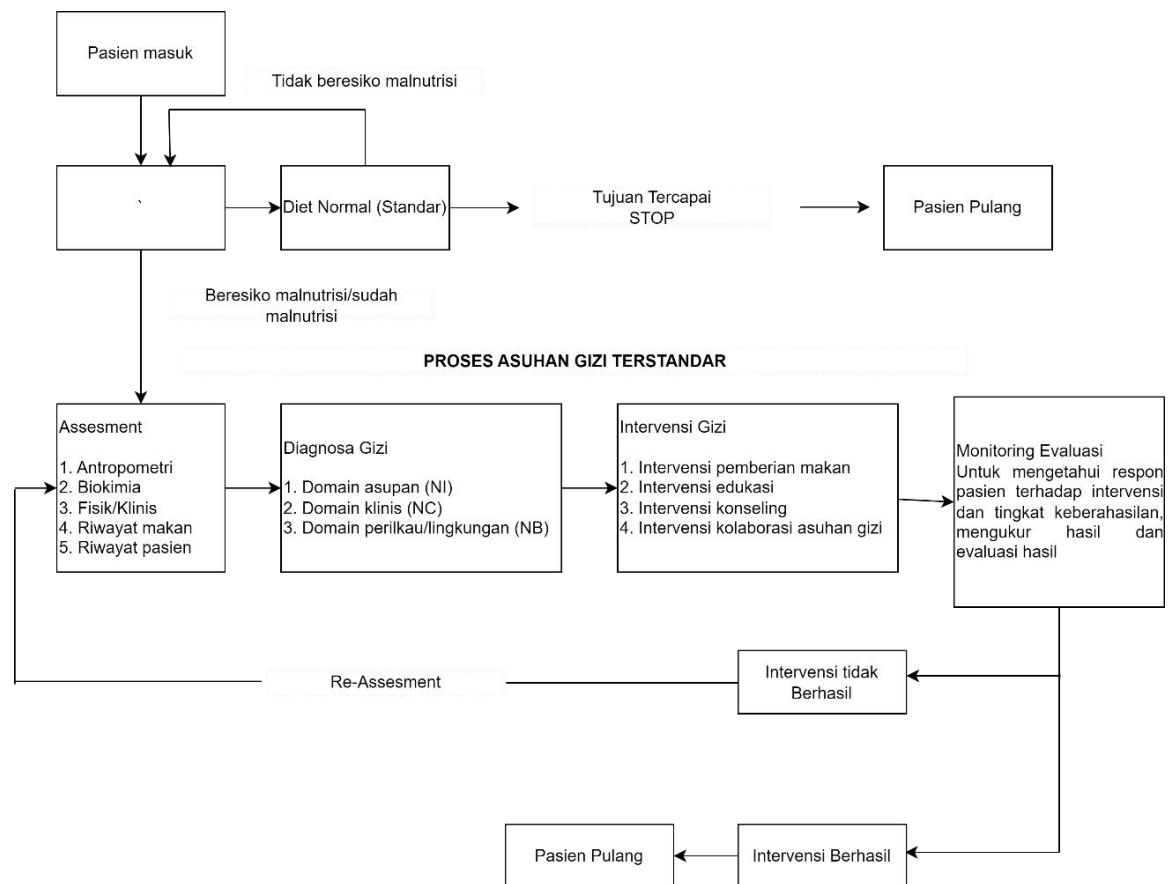 Pasien masuk
Tidak beresiko malnutrisi
`
Diet Normal (Standar)
Tujuan Tercapai
STOP
Pasien Pulang
Beresiko malnutrisi/sudah
malnutrisi
PROSES ASUHAN GIZI TERSTANDAR
Assesment
1. Antropometri
2. Biokimia
3. Fisik/Klinis
4. Riwayat makan
5. Riwayat pasien
Diagnosa Gizi
1. Domain asupan (NI)
2. Domain klinis (NC)
3. Domain perilkau/lingkungan (NB)
Intervensi Gizi
1. Intervensi pemberian makan
2. Intervensi edukasi
3. Intervensi konseling
4. Intervensi kolaborasi asuhan gizi
Monitoring Evaluasi
Untuk mengetahui respon
pasien terhadap intervensi
dan tingkat keberahasilan,
mengukur hasil dan
evaluasi hasil
Re-Assesment
Intervensi tidak
Berhasil
Pasien Pulang
Intervensi Berhasil